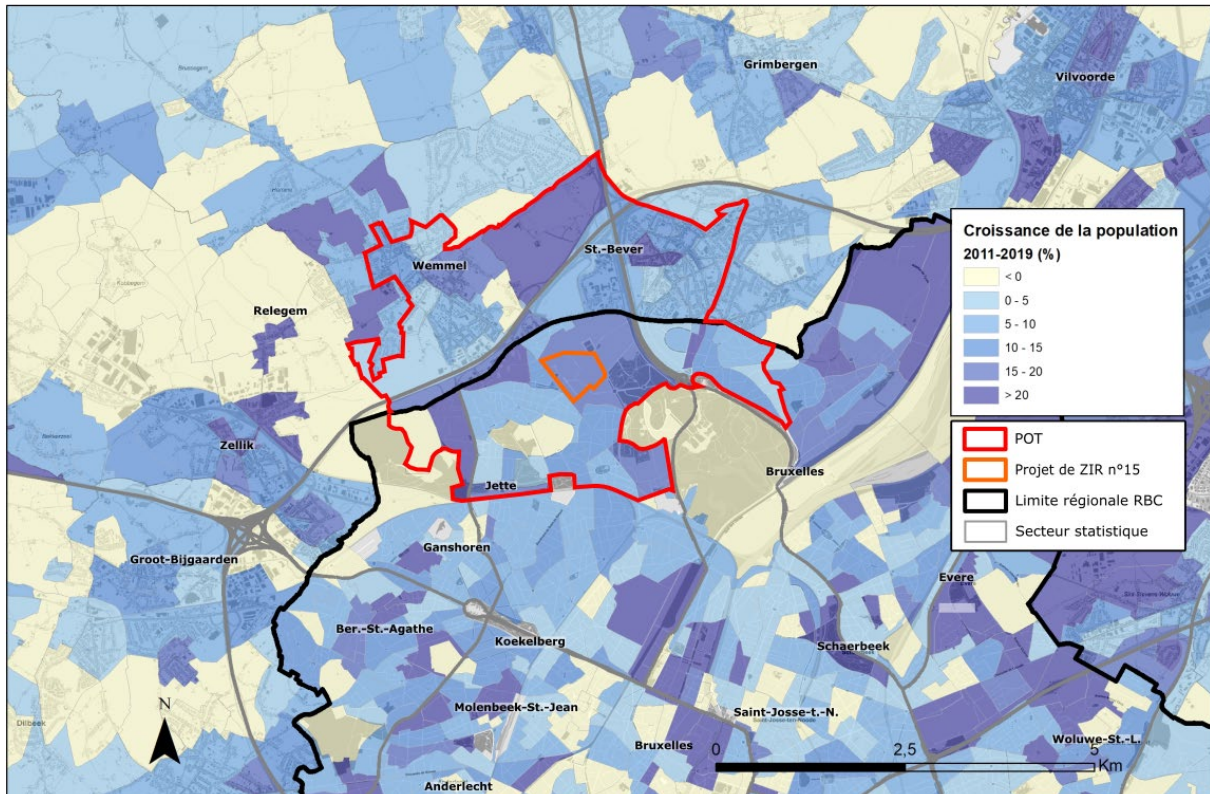 Grimbergen
Vilvoorde
St.-Bever
Wemmel
Relegem
Zellik
Jette
Bruxelles
Ganshoren
Groot-Bijgaarden
Evere
Ber.-St.-Agathe
Koekelberg
Schaerbeek
Molenbeek-St.-Jean
Saint-Josse-t.-N.
Bruxelles
Woluwe-St.-L.
Anderlecht
Dilbeek
Croissance de la population
2011-2019 (%)
< 0
0 - 5
5 - 10
10 - 15
15 - 20
> 20
POT
Projet de ZIR n°15
Limite régionale RBC
Secteur statistique
N
0
2,5
5
Km